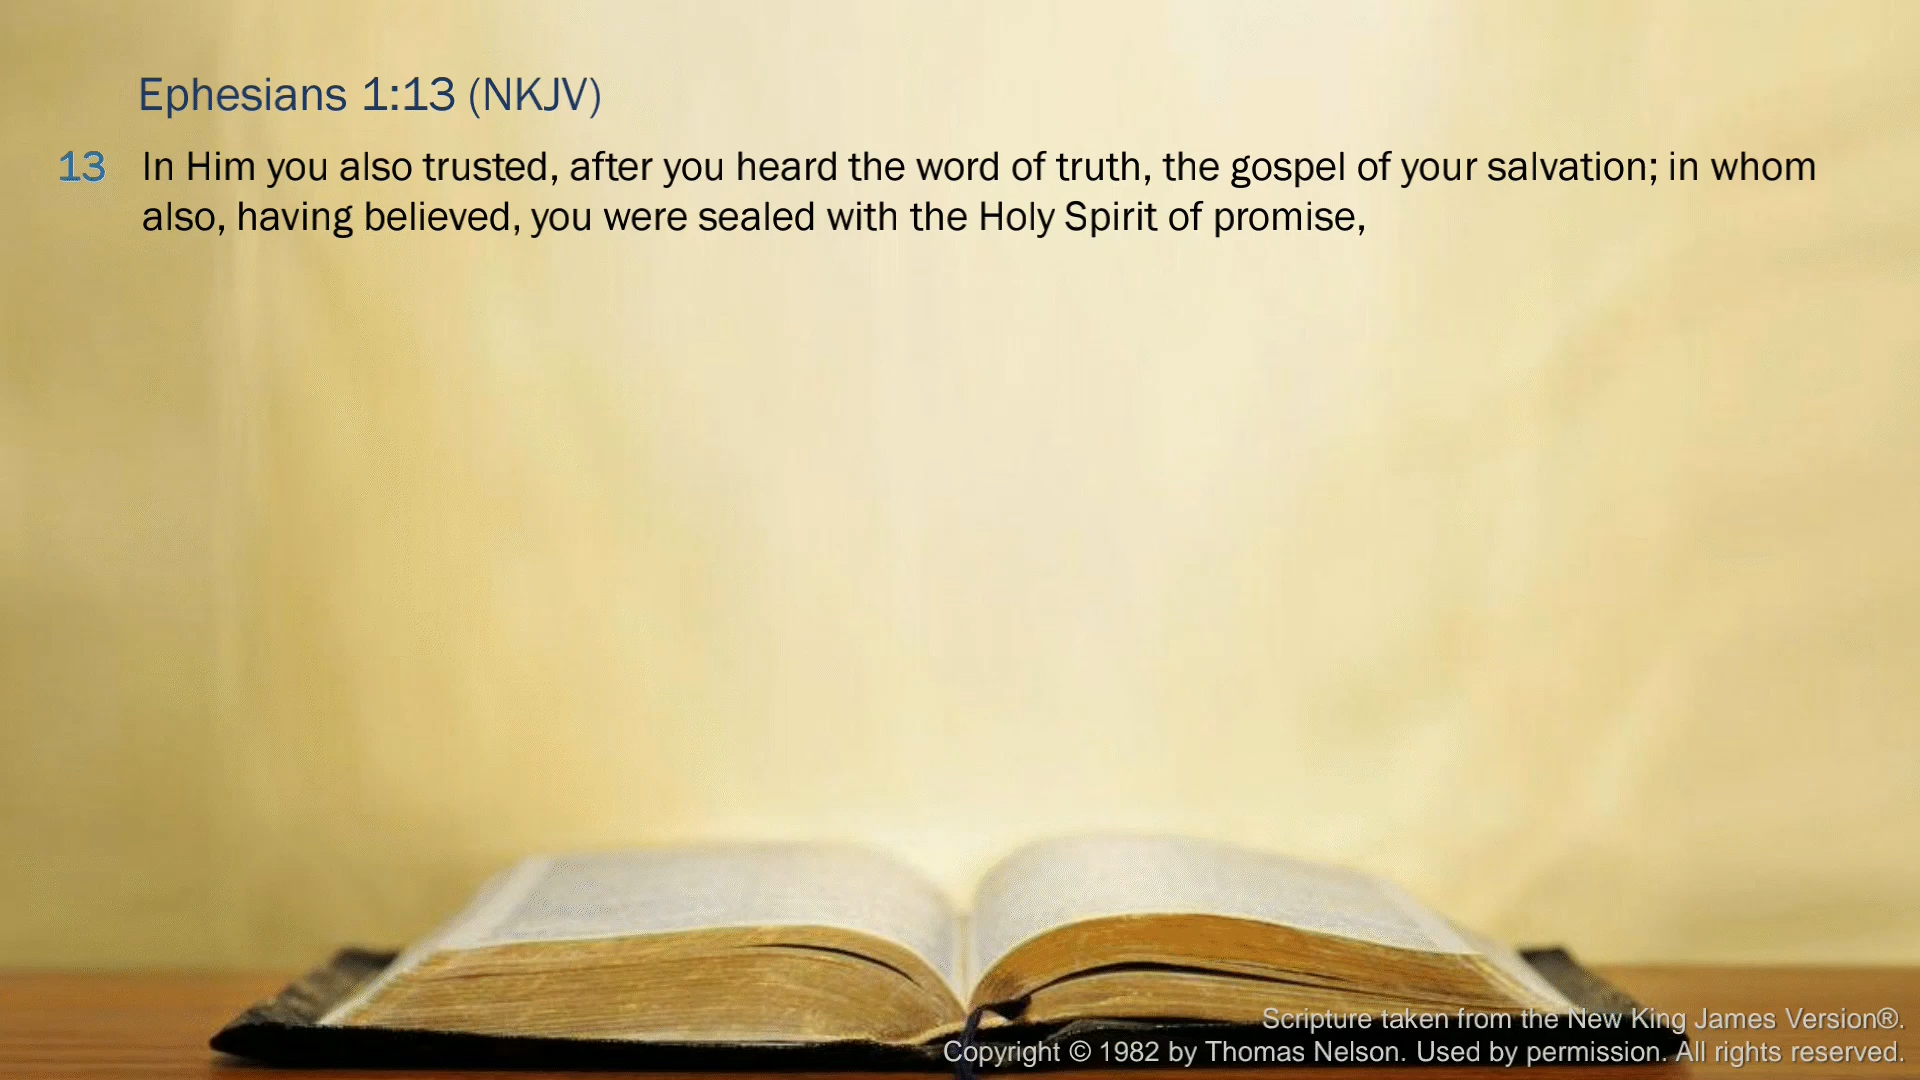 Ephesians 1:13 (NKJV)
13 In Him you also trusted, after you heard the word of truth, the gospel of your salvation; in whom
also, having believed, you were sealed with the Holy Spirit of promise,
Scripture taken from the New King James Version®.
Copyright © 1982 by Thomas Nelson. Used by permission. All rights reserved.